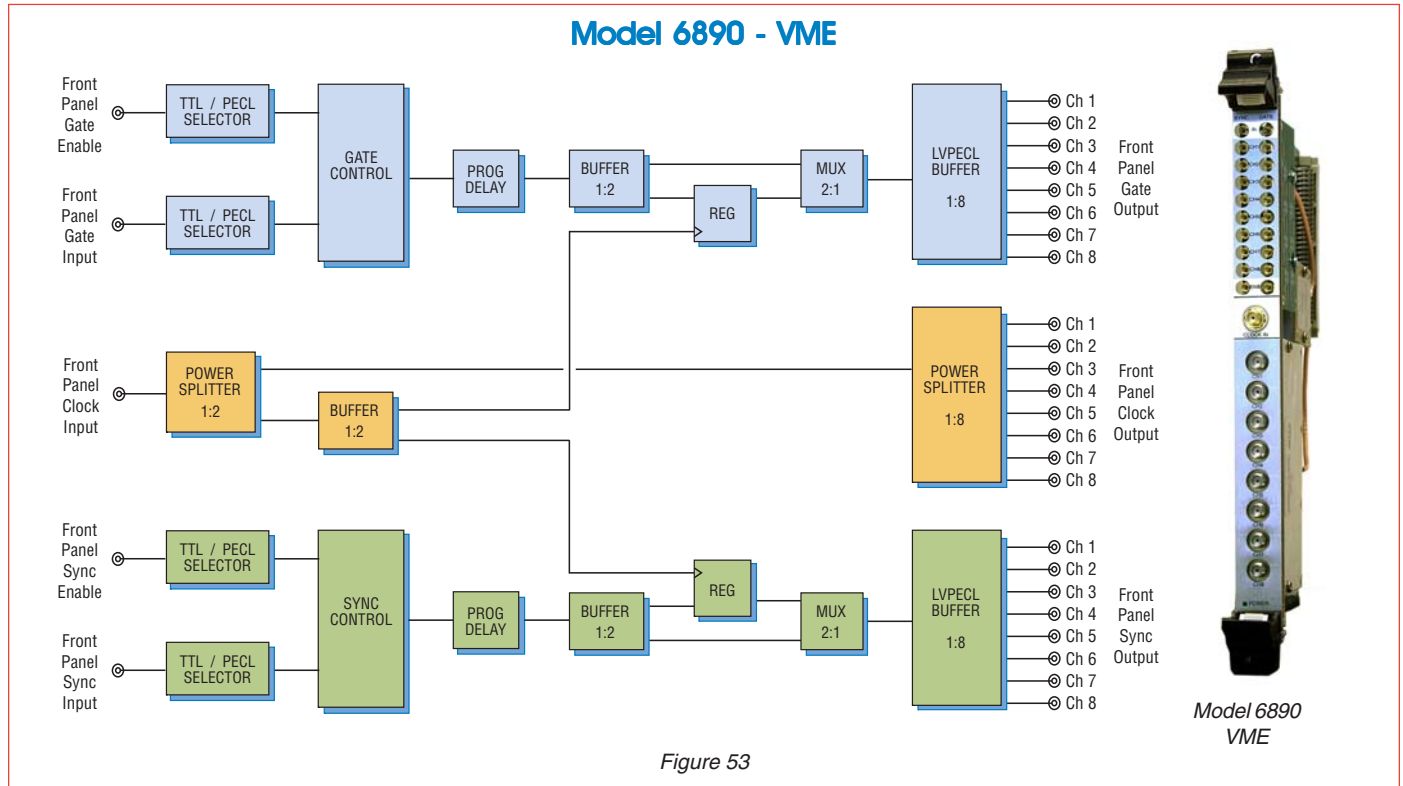 Model 6890 - VME
Front
Panel
Gate
Enable
TTL / PECL
SELECTOR
Front
Panel
Gate
Input
TTL / PECL
SELECTOR
GATE
CONTROL
PROG
DELAY
BUFFER
1:2
REG
MUX
2:1
LVPECL
BUFFER
1:8
Ch 1
Ch 2
Ch 3
Ch 4
Ch 5
Ch 6
Ch 7
Ch 8
Front
Panel
Gate
Output
Front
Panel
Clock
Input
POWER
SPLITTER
1:2
BUFFER
1:2
POWER
SPLITTER
1:8
Ch 1
Ch 2
Ch 3
Ch 4
Ch 5
Ch 6
Ch 7
Ch 8
Front
Panel
Clock
Output
Front
Panel
Sync
Enable
TTL / PECL
SELECTOR
Front
Panel
Sync
Input
TTL / PECL
SELECTOR
SYNC
CONTROL
PROG
DELAY
BUFFER
1:2
REG
MUX
2:1
LVPECL
BUFFER
1:8
Ch 1
Ch 2
Ch 3
Ch 4
Ch 5
Ch 6
Ch 7
Ch 8
Front
Panel
Sync
Output
SYNC GATE
CLOCK IN
POWER
Model 6890
VME
Figure 53